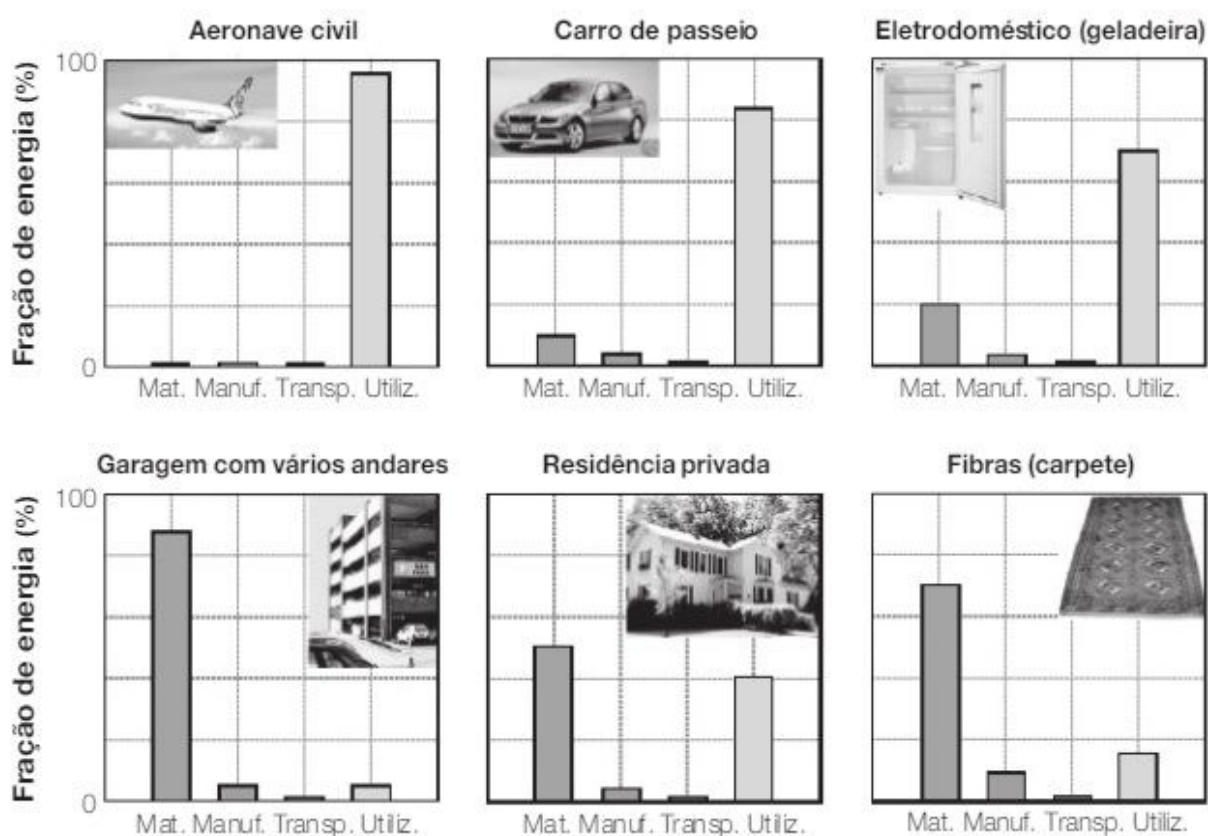 Aeronave civil
Carro de passeio
Eletrodoméstico (geladeira)
Fração de energia (%)
100
0
Mat. Manuf. Transp. Utiliz.
Mat. Manuf. Transp. Utiliz.
Mat. Manuf. Transp. Utiliz.
Garagem com vários andares
Residência privada
Fibras (carpete)
Fração de energia (%)
100
0
Mat. Manuf. Transp. Utiliz.
Mat. Manuf. Transp. Utiliz.
Mat. Manuf. Transp. Utiliz.